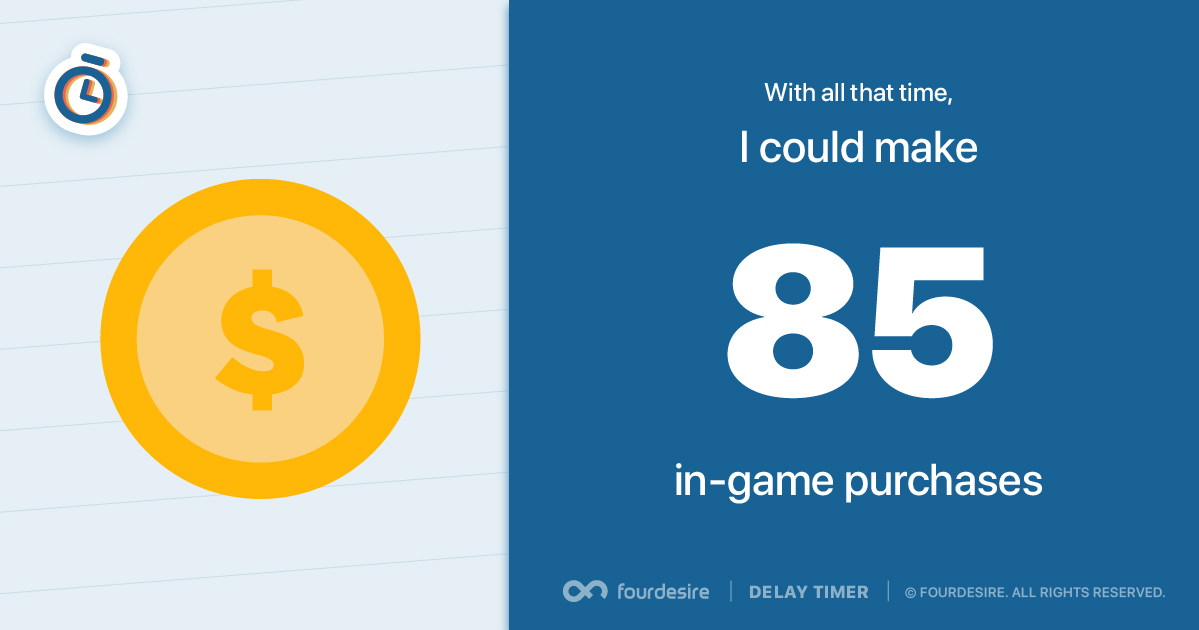 With all that time,
I could make
85
in-game purchases
fourdesire | DELAY TIMER | © FOURDESIRE. ALL RIGHTS RESERVED.
$